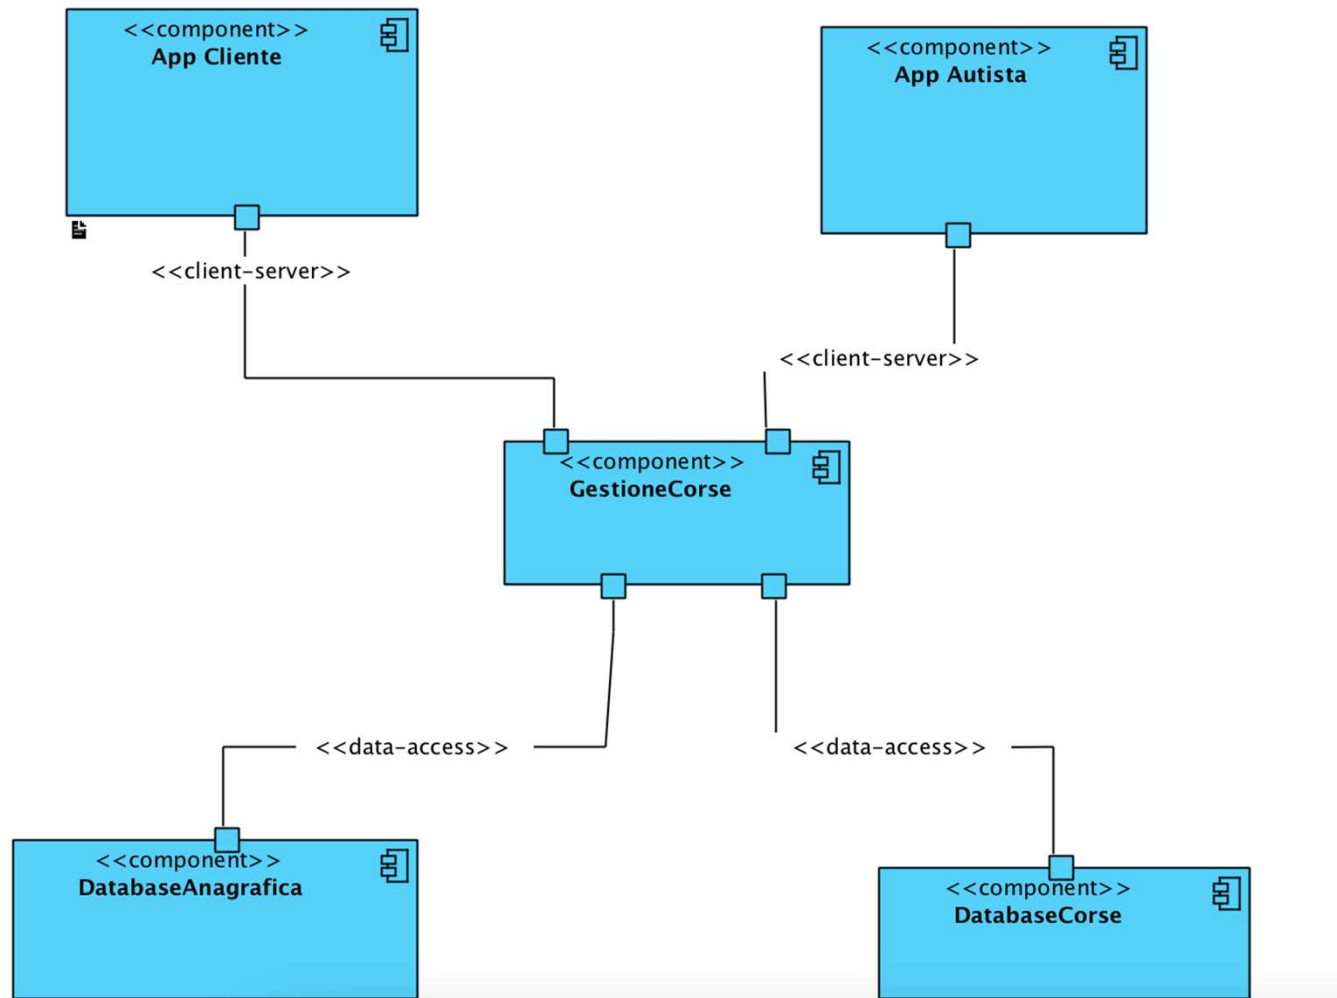 <<component>>
App Cliente
<<component>>
App Autista
<<client-server>>
<<client-server>>
<<component>>
GestioneCorse
<<data-access>>
<<data-access>>
<<component>>
DatabaseAnagrafica
<<component>>
DatabaseCorse